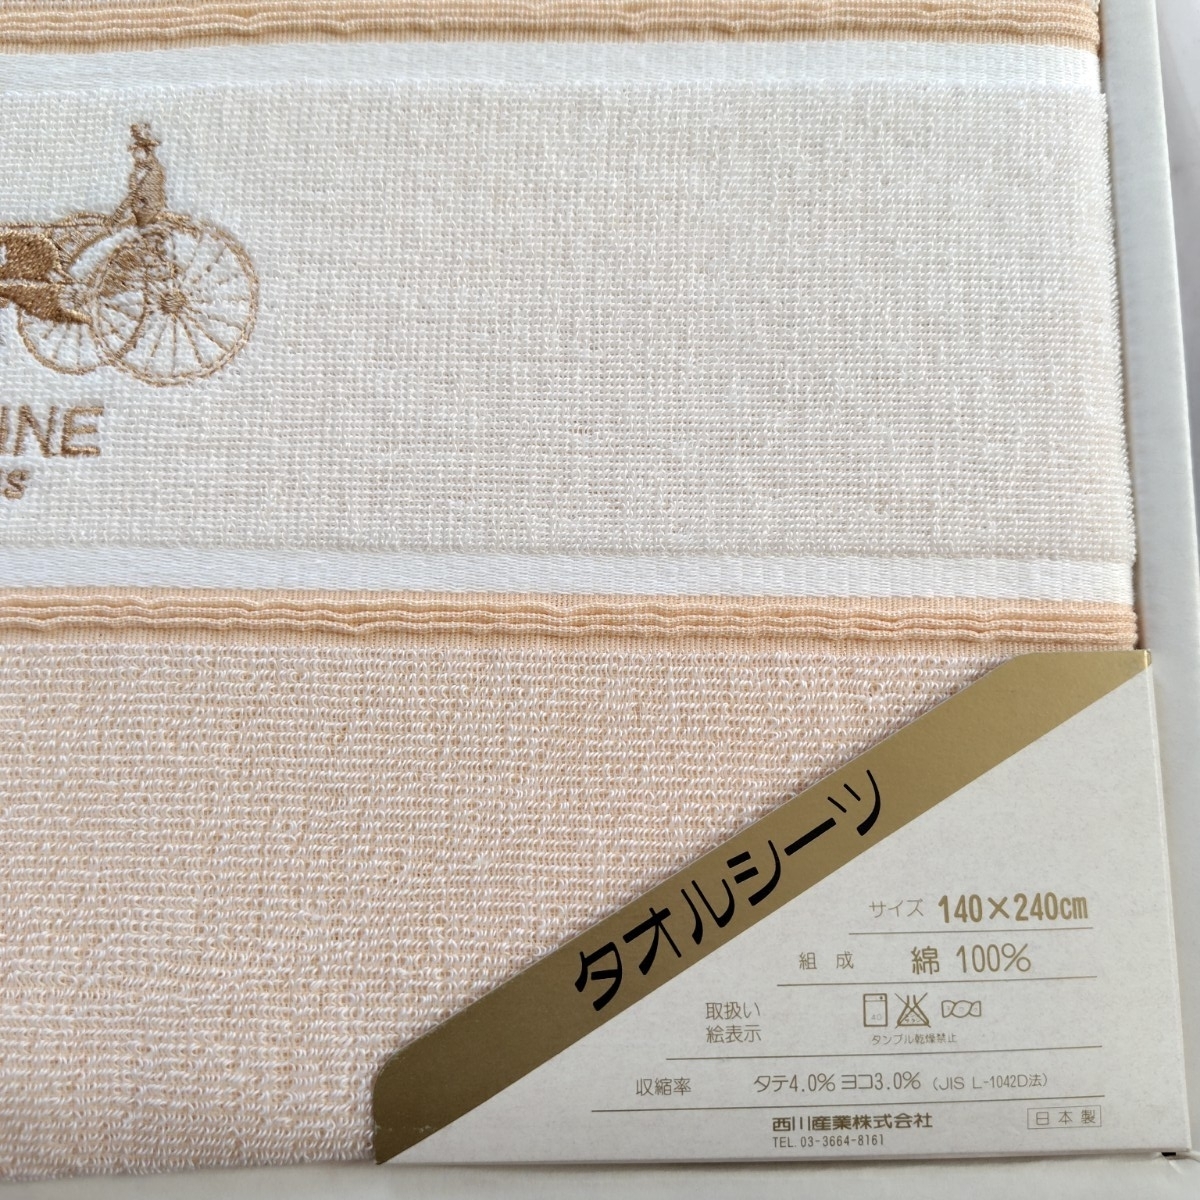 タオルシーツ
サイズ 140×240cm
組成 綿 100%
取扱い
絵表示
40
タンブル乾燥禁止
収縮率 タテ4.0% ヨコ3.0% (JIS L-1042D法)
西川産業株式会社
日本製
TEL. 03-3664-8161